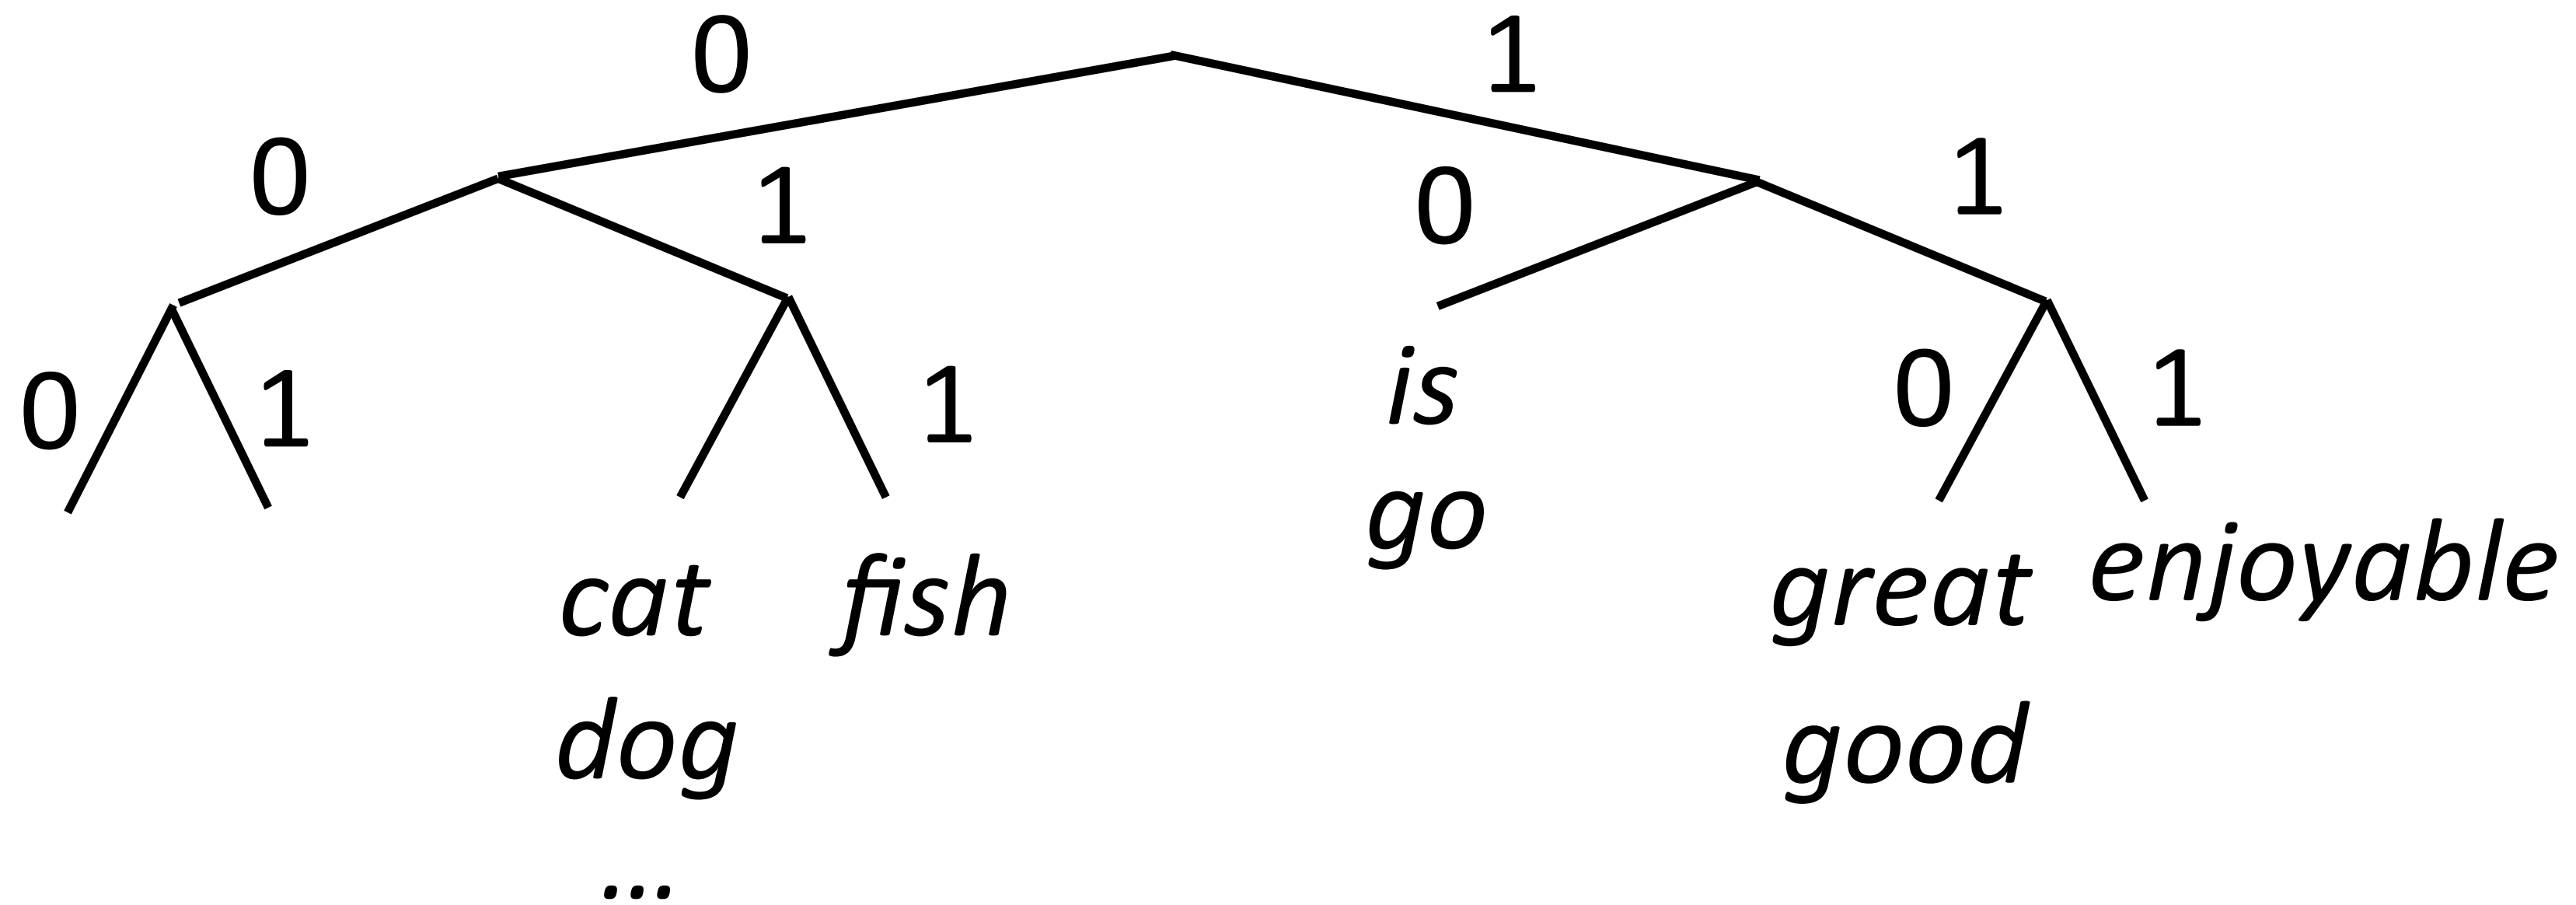 0 1
0 1 0 1
0 1 1 0 1
is
go
cat fish great enjoyable
dog good
...